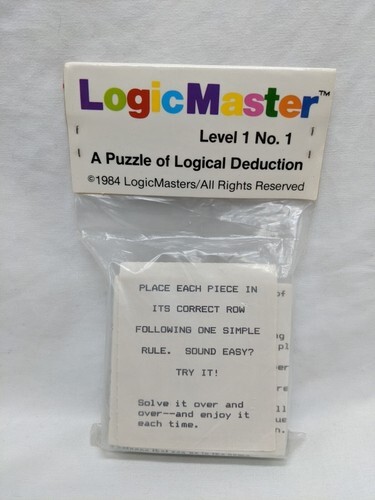 LogicMaster™
Level 1 No. 1
A Puzzle of Logical Deduction
©1984 LogicMasters/All Rights Reserved
PLACE EACH PIECE IN
ITS CORRECT ROW
FOLLOWING ONE SIMPLE
RULE. SOUND EASY?
TRY IT!
Solve it over and
over--and enjoy it
each time.